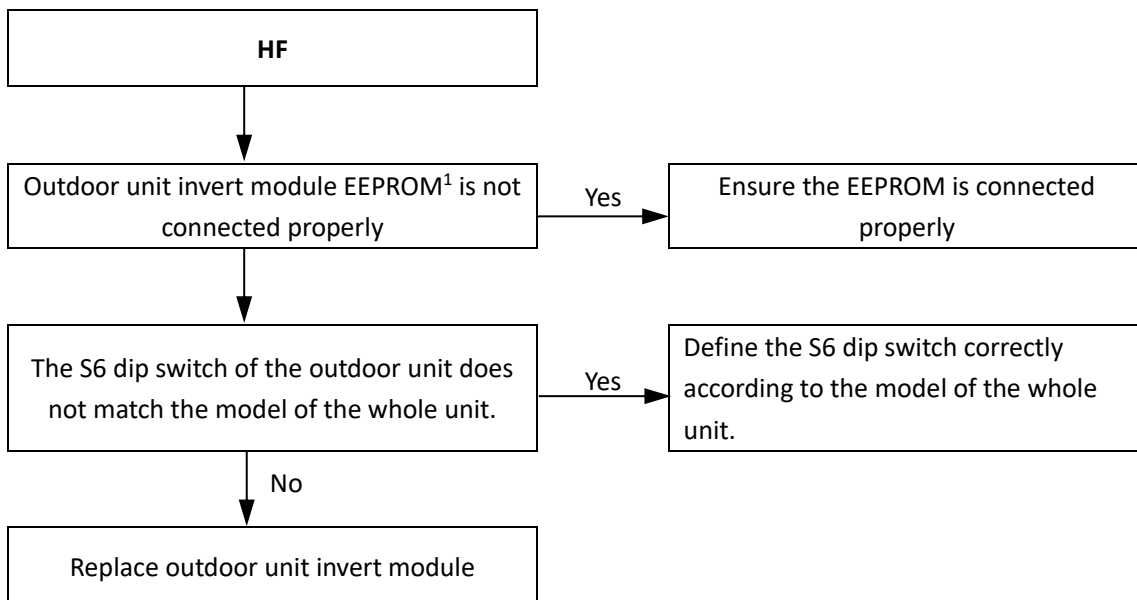 HF
Outdoor unit invert module EEPROM¹ is not
connected properly
Yes
Ensure the EEPROM is connected
properly
The S6 dip switch of the outdoor unit does
not match the model of the whole unit.
Yes
Define the S6 dip switch correctly
according to the model of the whole
unit.
No
Replace outdoor unit invert module